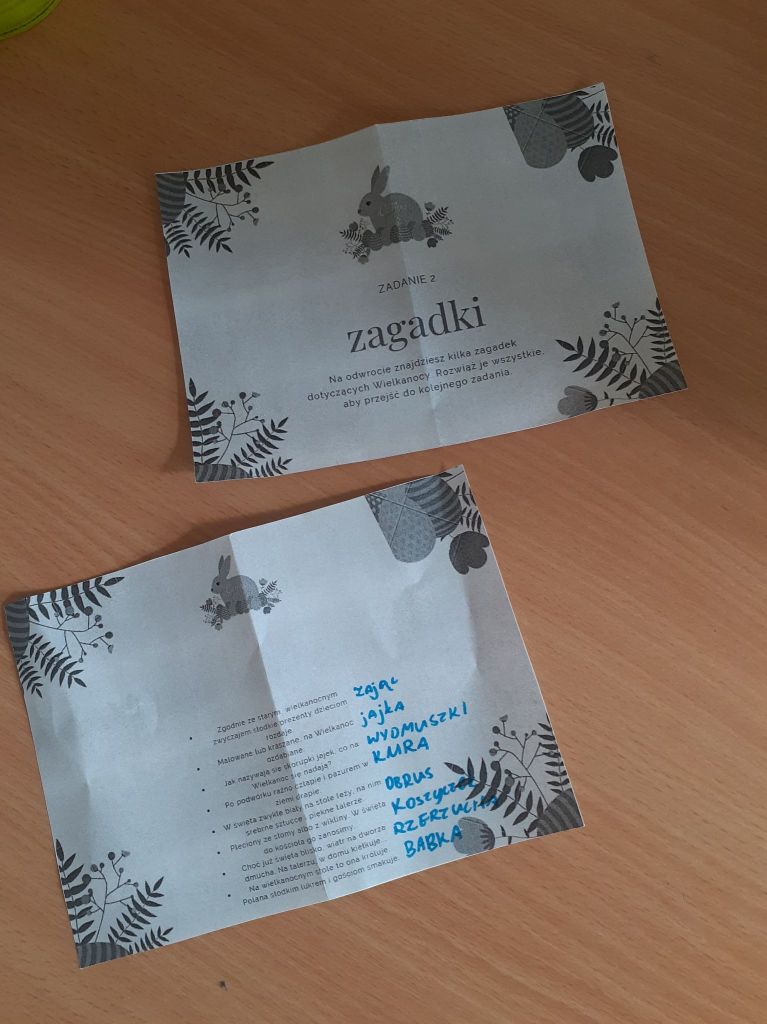 ZADANIE 2
zagadki
Na odwrocie znajdziesz kilka zagadek
dotyczących Wielkanocy. Rozwiąż je wszystkie,
aby przejść do kolejnego zadania.
Zgodnie ze starym, wielkanocnym
zwyczajem słodkie prezenty dzieciom
rozdaje.
zając
Malowane lub kraszane, na Wielkanoc
ozdabiane.
jajka
Jak nazywają się skorupki jajek, co na
Wielkanoc się nadają?
WYDMUSZKI
Po podwórku raźno człapie i pazurem w
ziemi drapie.
KURA
W święta zwykle biały na stole leży, na nim
srebrne sztućce i piękne talerze.
OBRUS
Pleciony ze słomy albo z wikliny. W święta
do kościoła go zanosimy.
Koszyczek
Choć już święta blisko, wiatr na dworze
dmucha. Na talerzu, w domu kiełkuje...
RZERZUCHA
Na wielkanocnym stole to ona króluje.
Polana słodkim lukrem i gościom smakuje.
BABKA